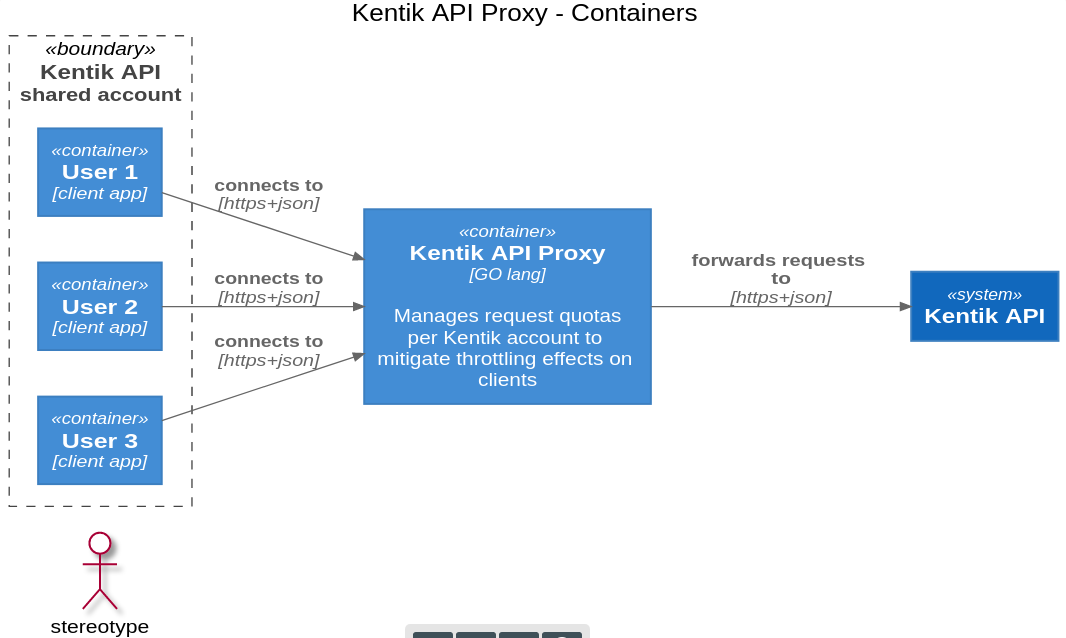 Kentik API Proxy - Containers
«boundary»
Kentik API
shared account
«container»
User 1
[client app]
connects to
[https+json]
«container»
User 2
[client app]
connects to
[https+json]
«container»
User 3
[client app]
connects to
[https+json]
«container»
Kentik API Proxy
[GO lang]
Manages request quotas
per Kentik account to
mitigate throttling effects on
clients
forwards requests
to
[https+json]
«system»
Kentik API
stereotype